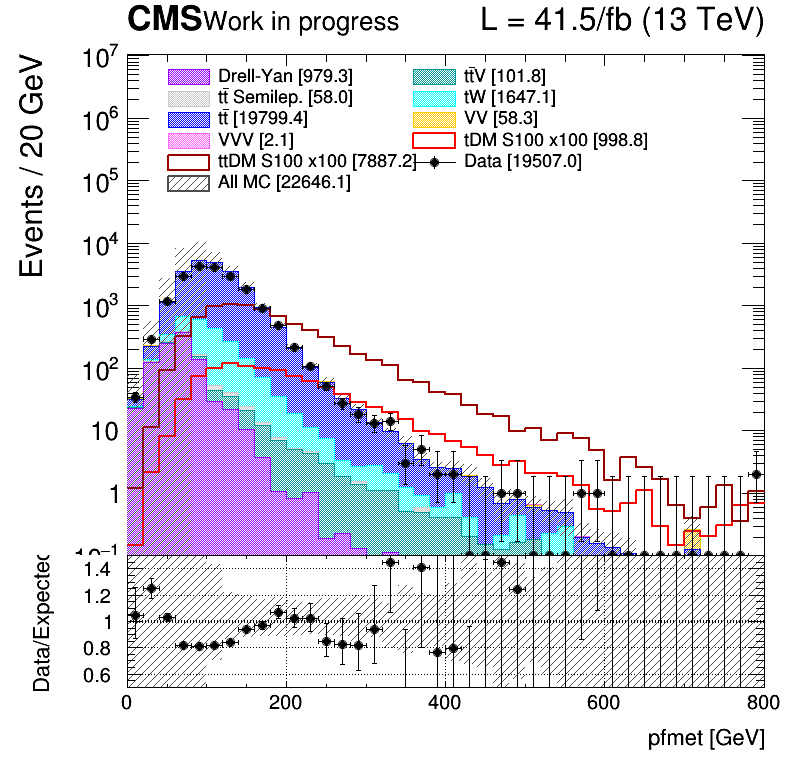 CMS Work in progress L = 41.5/fb (13 TeV)
Events / 20 GeV
10⁷
10⁶
10⁵
10⁴
10³
10²
10
1
10⁻¹
Drell-Yan [979.3] tt̄V [101.8]
tt̄ Semilep. [58.0] tW [1647.1]
tt̄ [19799.4] VV [58.3]
VVV [2.1] tDM S100 x100 [998.8]
ttDM S100 x100 [7887.2] Data [19507.0]
All MC [22646.1]
Data/Expected
1.4
1.2
1
0.8
0.6
0 200 400 600 800
pfmet [GeV]